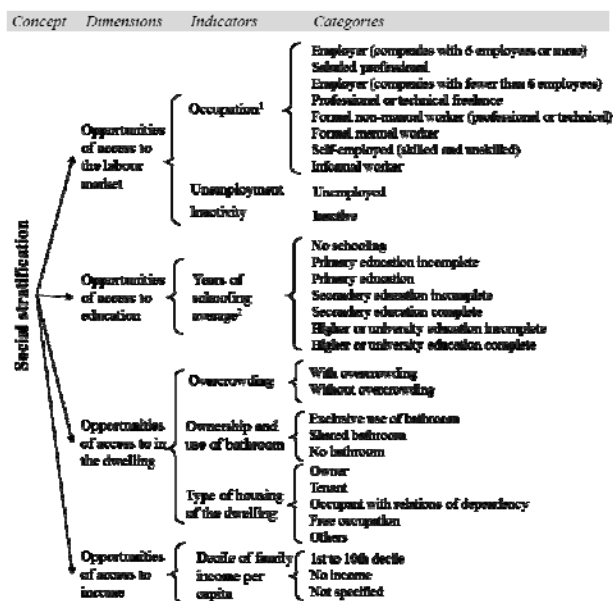 Concept Dimensions Indicators Categories
Social stratification
Opportunities
of access to
the labour
market
Occupation¹
Employer (companies with 6 employees or more)
Salaried professional
Employer (companies with fewer than 6 employees)
Professional or technical freelance
Formal non-manual worker (professional or technical)
Formal manual worker
Self-employed (skilled and unskilled)
Informal worker
Unemployment
Unemployed
Inactivity
Inactive
Opportunities
of access to
education
Years of
schooling
average²
No schooling
Primary education incomplete
Primary education
Secondary education incomplete
Secondary education complete
Higher or university education incomplete
Higher or university education complete
Opportunities
of access to in
the dwelling
Overcrowding
With overcrowding
Without overcrowding
Ownership and
use of bathroom
Exclusive use of bathroom
Shared bathroom
No bathroom
Type of housing
of the dwelling
Owner
Tenant
Occupant with relations of dependency
Free occupation
Others
Opportunities
of access to
income
Decile of family
income per
capita
1st to 10th decile
No income
Not specified